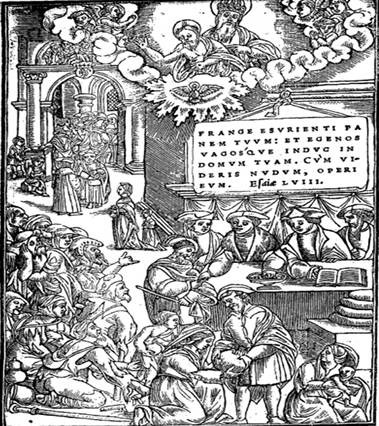 FRANGE ESVRIENTI PA
NEM TVVM: ET EGENOS
VAGOSQVE INDVC IN
DOMVM TVAM. CVM VI-
DERIS NVDVM, OPERI
EVM. Esaiæ LVIII.